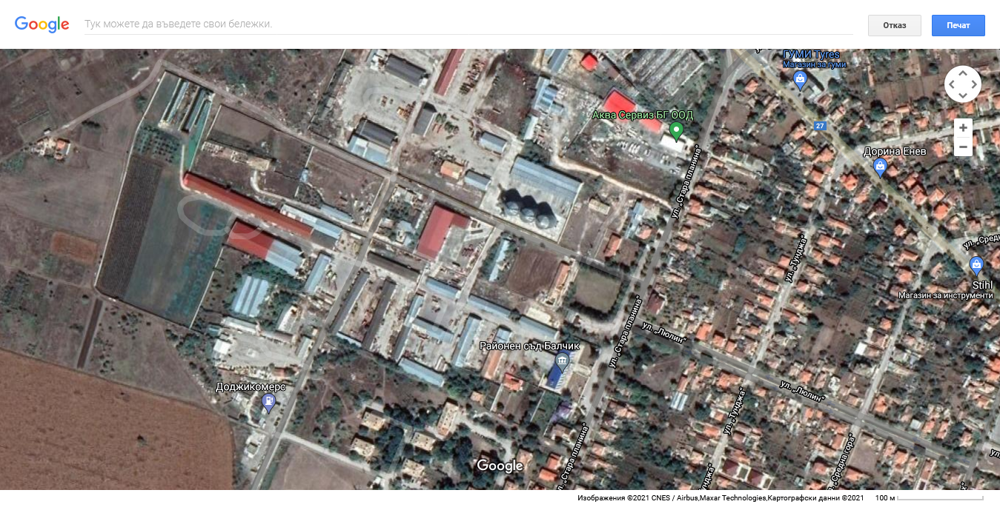 Google
Тук можете да въведете свои бележки.
Отказ
Печат
ГУМИ Tyres
Магазин за гуми
Аква Сервиз БГ ООД
27
Дорина Енев
ул. „Стара планина“
ул. „Тунджа“
ул. „Среди
Stihl
Магазин за инструменти
ул. „Стара планина“
ул. „Люлин“
Районен съд Балчик
Доджикомерс
ул. „Люлин“
ул. „Тунджа“
ул. „Стара планина“
ул. „Средна гора“
Тунджа“
ул.
Google
Изображения ©2021 CNES / Airbus,Maxar Technologies,Картографски данни ©2021
100 м